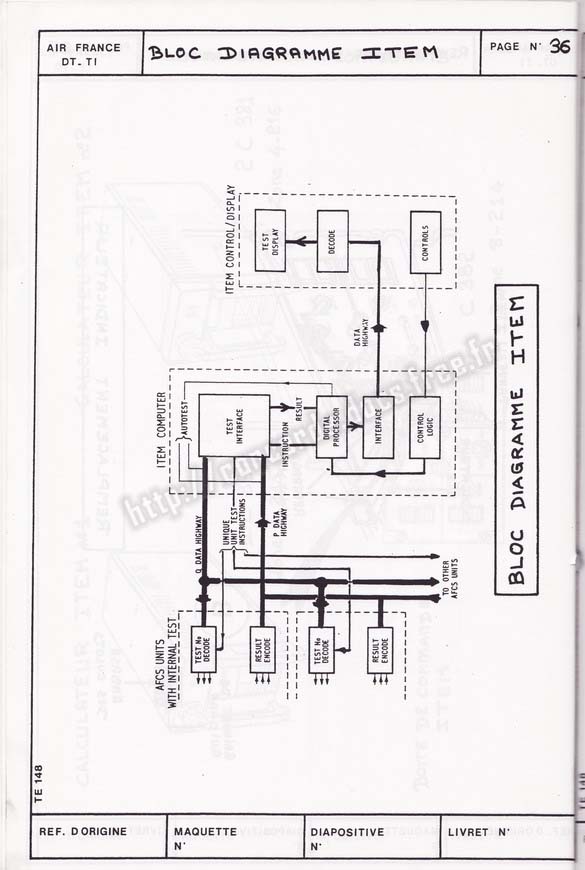 AIR FRANCE
DT. TI
BLOC DIAGRAMME ITEM
PAGE N° 36
ITEM CONTROL/DISPLAY
TEST
DISPLAY
DECODE
CONTROLS
DATA
HIGHWAY
ITEM COMPUTER
AUTOTEST
TEST
INTERFACE
RESULT
INSTRUCTION
DIGITAL
PROCESSOR
INTERFACE
CONTROL
LOGIC
Q DATA HIGHWAY
UNIQUE
UNIT TEST
INSTRUCTIONS
P DATA
HIGHWAY
TO OTHER
AFCS UNITS
AFCS UNITS
WITH INTERNAL TEST
TEST No
DECODE
RESULT
ENCODE
TEST No
DECODE
RESULT
ENCODE
BLOC DIAGRAMME ITEM
TE 148
REF. D'ORIGINE
MAQUETTE
N°
DIAPOSITIVE
N°
LIVRET N°